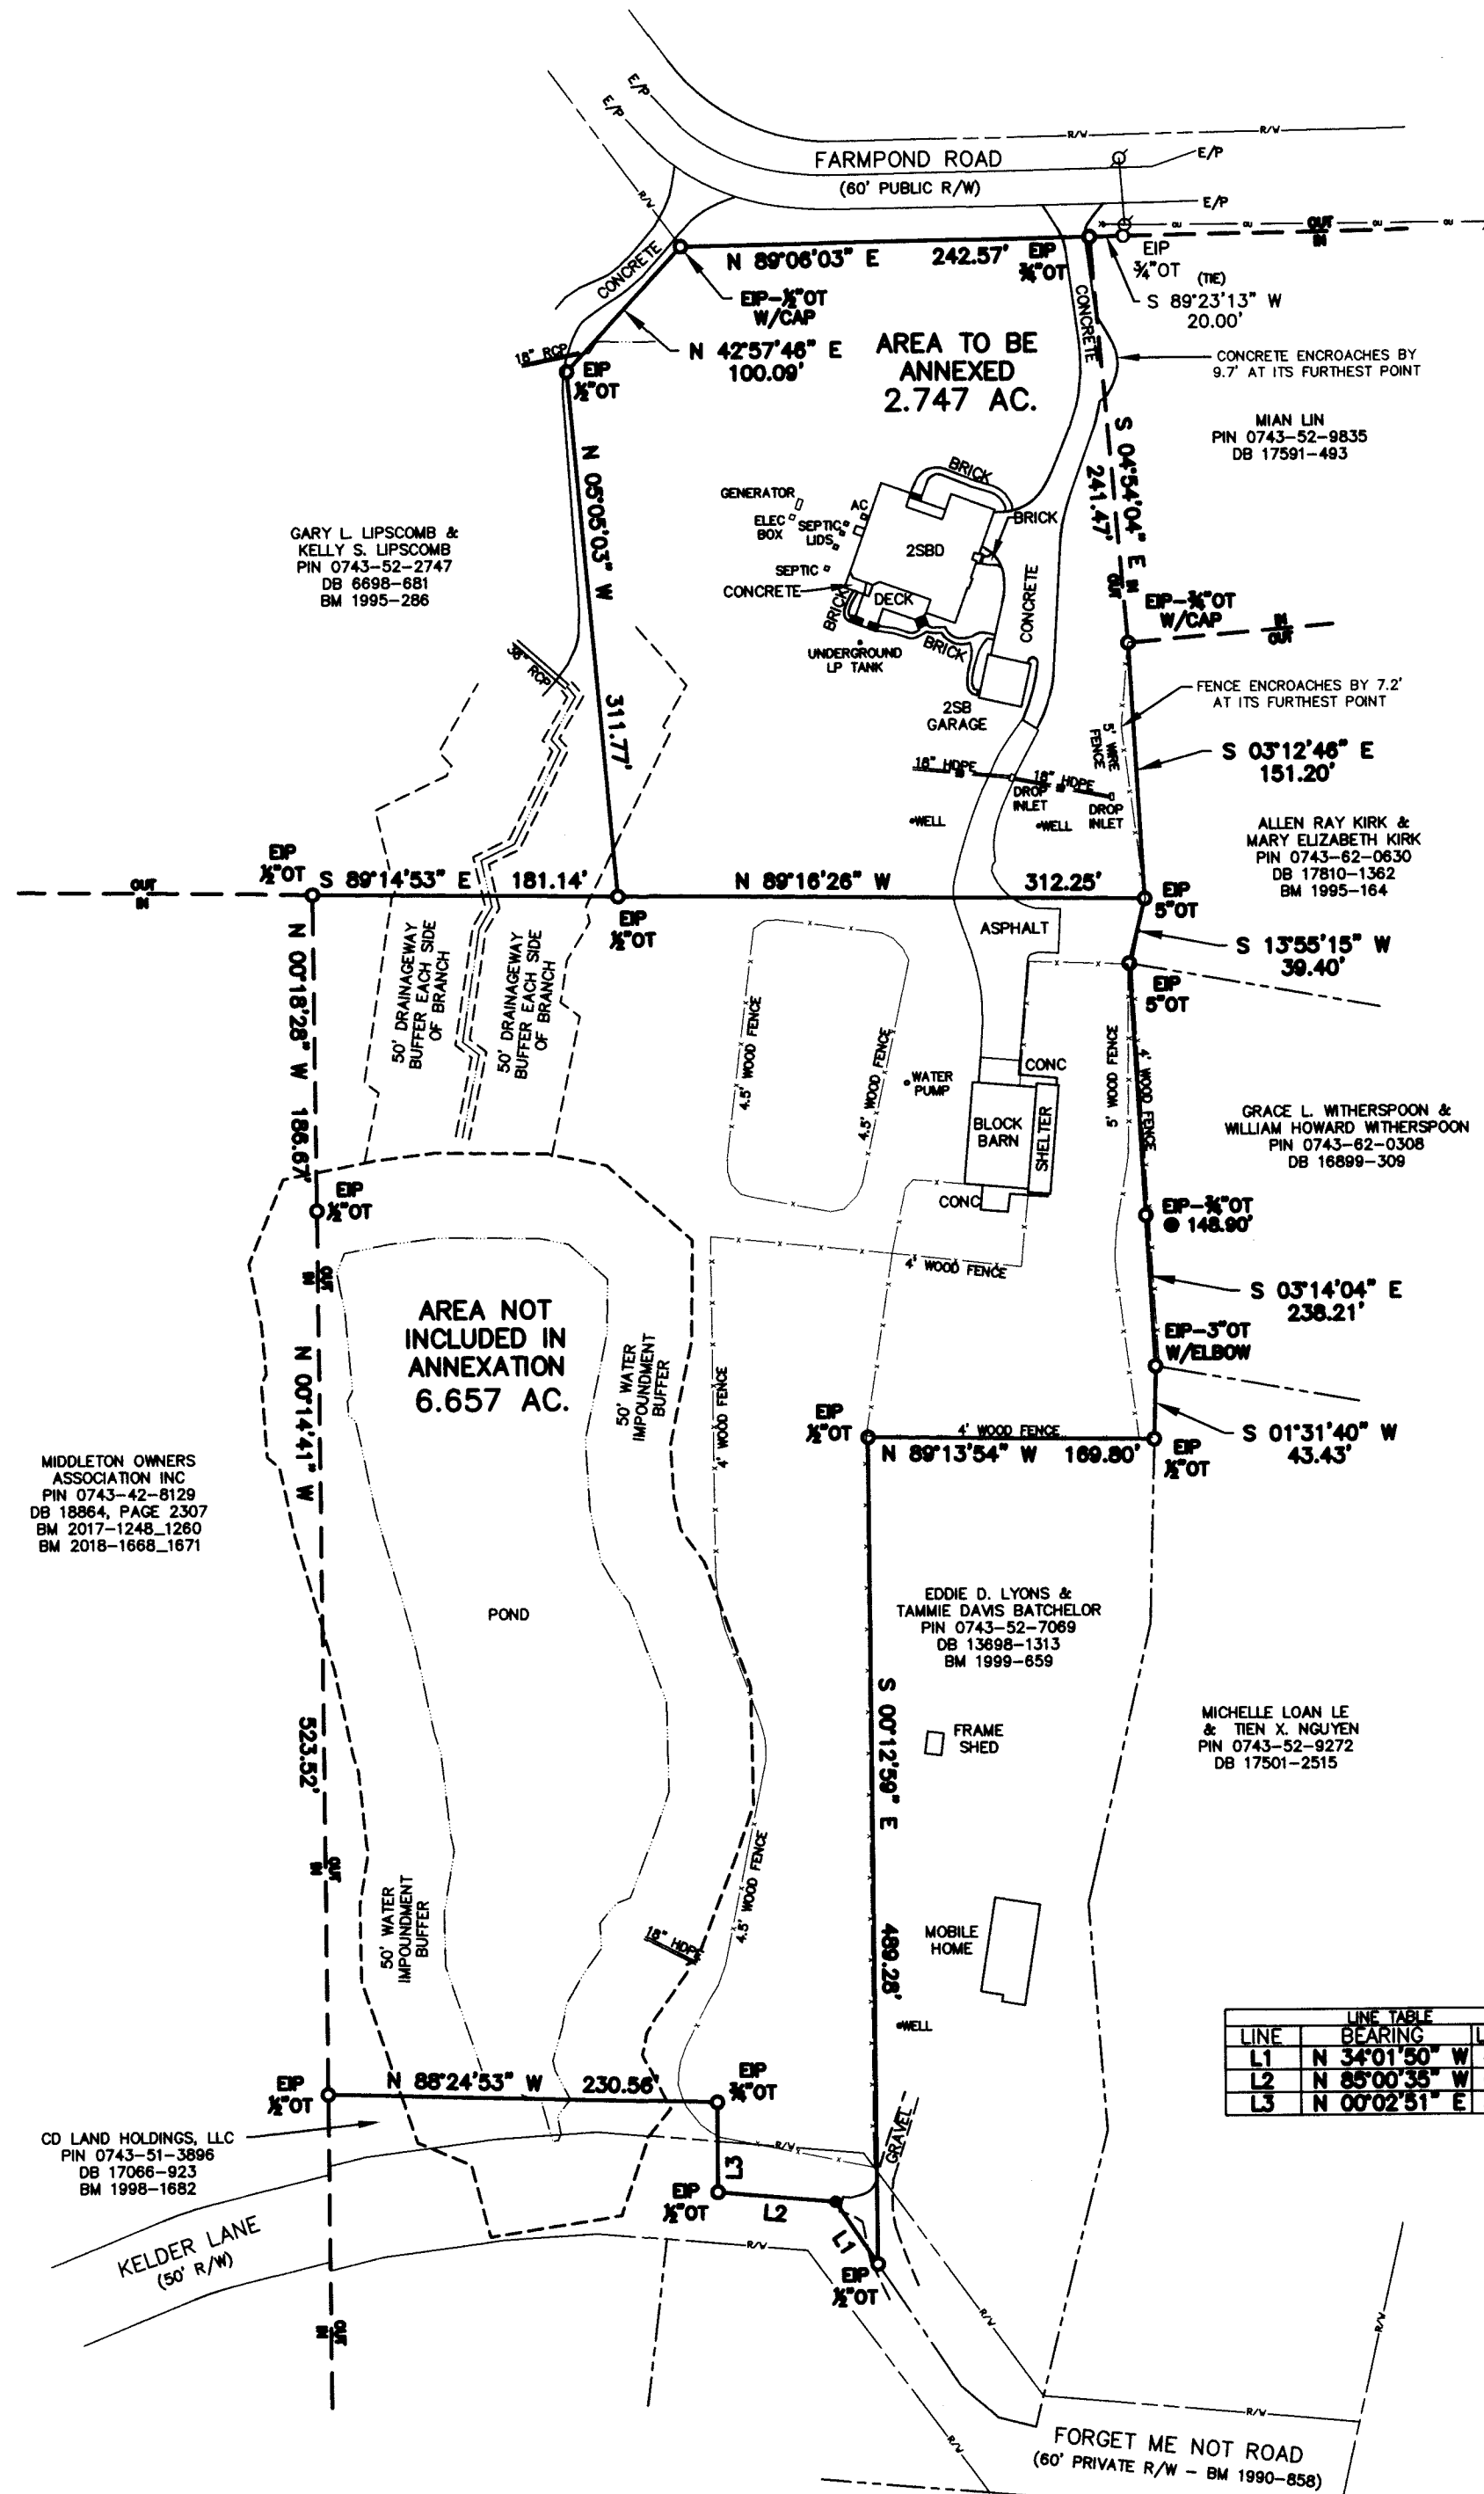 E/P
E/P
R/W
R/W
FARMPOND ROAD
E/P
(60' PUBLIC R/W)
R/W
E/P
OU
OU
OU
OU
OU
OUT
IN
CONCRETE
N 89°06'03" E
242.57'
EIP
¾"OT
EIP
¾"OT
(TIE)
S 89°23'13" W
20.00'
EIP-½"OT
W/CAP
CONCRETE
18" RCP
N 42°57'46" E
100.09'
AREA TO BE
ANNEXED
2.747 AC.
CONCRETE ENCROACHES BY
9.7' AT ITS FURTHEST POINT
EIP
½"OT
MIAN LIN
PIN 0743-52-9835
DB 17591-493
S 04°54'04" E
241.47'
IN
OUT
N 05°05'03" W
311.77'
BRICK
GENERATOR
AC
ELEC
BOX
SEPTIC
LIDS
BRICK
2SBD
GARY L. LIPSCOMB &
KELLY S. LIPSCOMB
PIN 0743-52-2747
DB 6698-681
BM 1995-286
SEPTIC
CONCRETE
DECK
BRICK
CONCRETE
EIP-¾"OT
W/CAP
IN
OUT
BRICK
UNDERGROUND
LP TANK
36" RCP
FENCE ENCROACHES BY 7.2'
AT ITS FURTHEST POINT
2SB
GARAGE
5' WIRE
FENCE
S 03°12'46" E
151.20'
18" HDPE
18" HDPE
DROP
INLET
DROP
INLET
WELL
WELL
ALLEN RAY KIRK &
MARY ELIZABETH KIRK
PIN 0743-62-0630
DB 17810-1362
BM 1995-164
EIP
½"OT
OUT
IN
S 89°14'53" E
181.14'
N 89°16'26" W
312.25'
EIP
½"OT
EIP
5"OT
ASPHALT
S 13°55'15" W
39.40'
EIP
5"OT
N 00°18'28" W
186.67'
50' DRAINAGEWAY
BUFFER EACH SIDE
OF BRANCH
50' DRAINAGEWAY
BUFFER EACH SIDE
OF BRANCH
4.5' WOOD FENCE
4.5' WOOD FENCE
5' WOOD FENCE
4' WOOD FENCE
CONC
WATER
PUMP
BLOCK
BARN
SHELTER
GRACE L. WITHERSPOON &
WILLIAM HOWARD WITHERSPOON
PIN 0743-62-0308
DB 16899-309
CONC
EIP
½"OT
EIP-¾"OT
@ 148.90'
4' WOOD FENCE
OUT
IN
S 03°14'04" E
238.21'
AREA NOT
INCLUDED IN
ANNEXATION
6.657 AC.
50' WATER
IMPOUNDMENT
BUFFER
4' WOOD FENCE
EIP-3"OT
W/ELBOW
N 00°14'41" W
523.52'
EIP
½"OT
4' WOOD FENCE
N 89°13'54" W
169.80'
EIP
½"OT
S 01°31'40" W
43.43'
MIDDLETON OWNERS
ASSOCIATION INC
PIN 0743-42-8129
DB 18864, PAGE 2307
BM 2017-1248_1260
BM 2018-1668_1671
POND
EDDIE D. LYONS &
TAMMIE DAVIS BATCHELOR
PIN 0743-52-7069
DB 13698-1313
BM 1999-659
S 00°12'59" E
489.28'
FRAME
SHED
MICHELLE LOAN LE
& TIEN X. NGUYEN
PIN 0743-52-9272
DB 17501-2515
OUT
IN
50' WATER
IMPOUNDMENT
BUFFER
4.5' WOOD FENCE
18" HDPE
MOBILE
HOME
WELL
LINE TABLE
LINE BEARING L
L1 N 34°01'50" W
L2 N 85°00'35" W
L3 N 00°02'51" E
EIP
½"OT
N 88°24'53" W
230.56'
EIP
¾"OT
CD LAND HOLDINGS, LLC
PIN 0743-51-3896
DB 17066-923
BM 1998-1682
R/W
L3
GRAVEL
EIP
½"OT
L2
L1
KELDER LANE
(50' R/W)
R/W
EIP
½"OT
OUT
IN
R/W
R/W
R/W
R/W
FORGET ME NOT ROAD
(60' PRIVATE R/W - BM 1990-858)